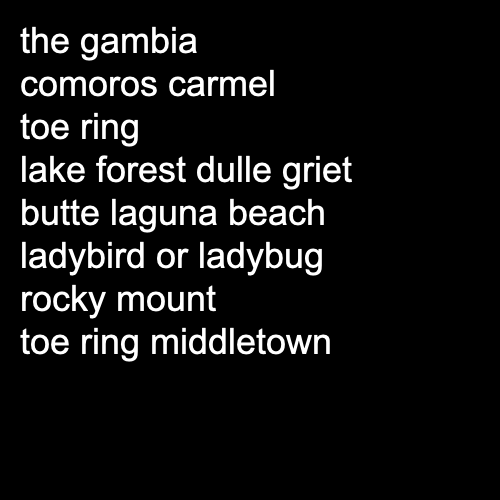 the gambia
comoros carmel
toe ring
lake forest dulle griet
butte laguna beach
ladybird or ladybug
rocky mount
toe ring middletown